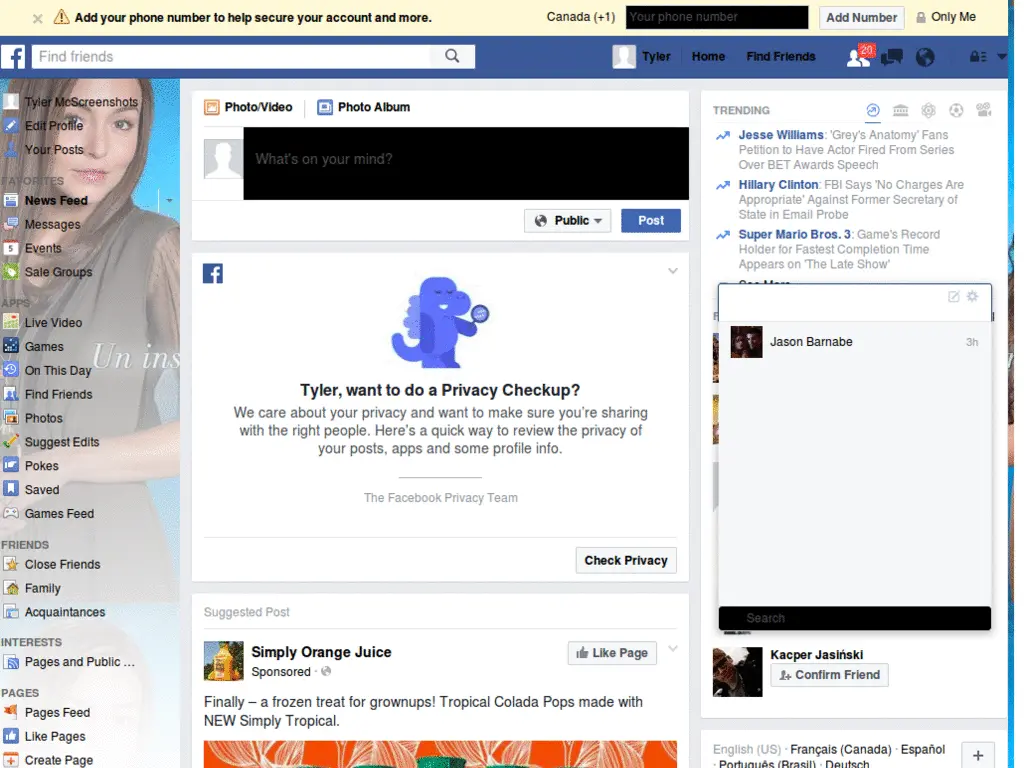 Add your phone number to help secure your account and more.
Canada (+1)
Your phone number
Add Number
Only Me
Find friends
Tyler
Home
Find Friends
20
Tyler McScreenshots
Edit Profile
Your Posts
FAVORITES
News Feed
Messages
5
Events
Sale Groups
APPS
Live Video
Games
On This Day
Find Friends
Photos
Suggest Edits
Pokes
Saved
Games Feed
FRIENDS
Close Friends
Family
Acquaintances
INTERESTS
Pages and Public ...
PAGES
Pages Feed
Like Pages
Create Page
Un ins
Photo/Video
Photo Album
What's on your mind?
Public
Post
Tyler, want to do a Privacy Checkup?
We care about your privacy and want to make sure you're sharing
with the right people. Here's a quick way to review the privacy of
your posts, apps and some profile info.
The Facebook Privacy Team
Check Privacy
Suggested Post
Simply Orange Juice
Sponsored ·
Like Page
Finally – a frozen treat for grownups! Tropical Colada Pops made with
NEW Simply Tropical.
TRENDING
Jesse Williams: 'Grey's Anatomy' Fans
Petition to Have Actor Fired From Series
Over BET Awards Speech
Hillary Clinton: FBI Says 'No Charges Are
Appropriate' Against Former Secretary of
State in Email Probe
Super Mario Bros. 3: Game's Record
Holder for Fastest Completion Time
Appears on 'The Late Show'
See More
Jason Barnabe
3h
Search
Kacper Jasiński
Confirm Friend
English (US) · Français (Canada) · Español
· Português (Brasil) · Deutsch